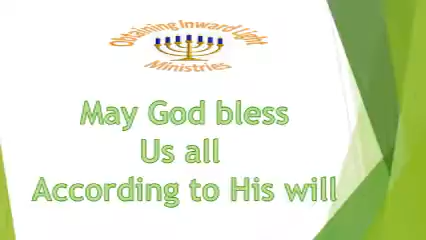 Obtaining Inward Light
Ministries
May God bless
Us all
According to His will